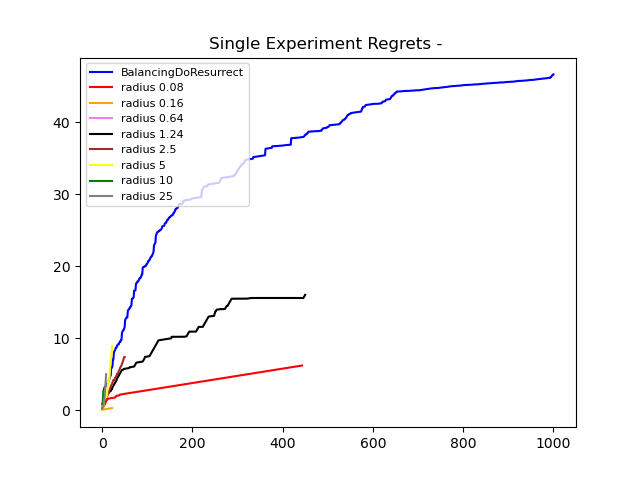 Single Experiment Regrets -
BalancingDoResurrect
radius 0.08
radius 0.16
radius 0.64
radius 1.24
radius 2.5
radius 5
radius 10
radius 25
40
30
20
10
0
0 200 400 600 800 1000